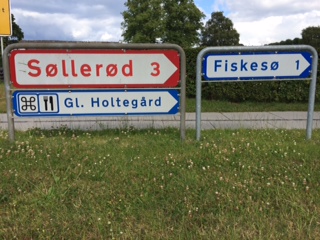 Søllerød 3
Gl. Holtegård
Fiskesø 1